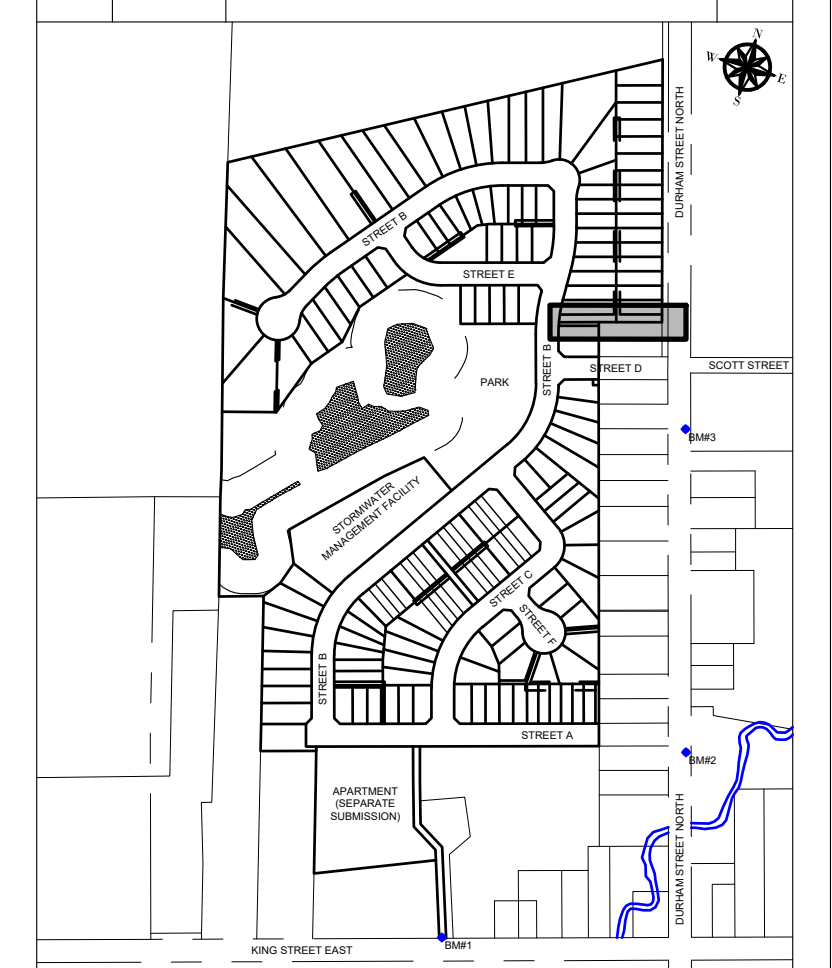 N
W
E
S
DURHAM STREET NORTH
STREET B
STREET E
STREET B
STREET D
SCOTT STREET
PARK
BM#3
STORMWATER
MANAGEMENT FACILITY
STREET C
STREET F
STREET B
STREET A
BM#2
APARTMENT
(SEPARATE
SUBMISSION)
DURHAM STREET NORTH
KING STREET EAST
BM#1